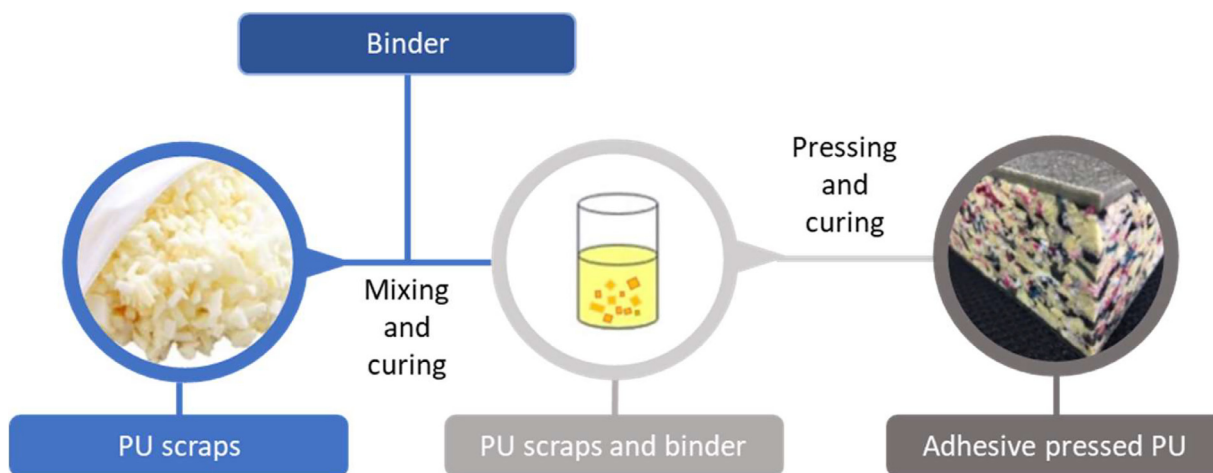 Binder
Pressing
and
curing
Mixing
and
curing
PU scraps
PU scraps and binder
Adhesive pressed PU